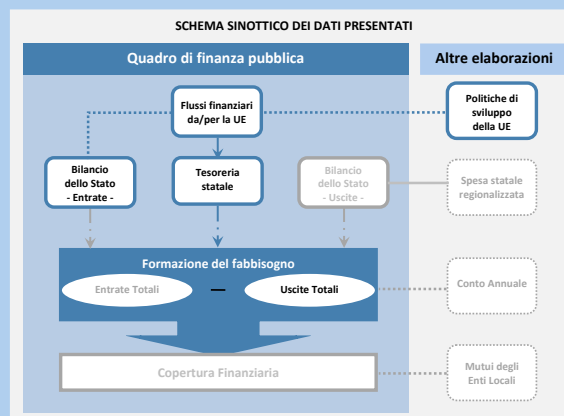 SCHEMA SINOTTICO DEI DATI PRESENTATI
Quadro di finanza pubblica
Altre elaborazioni
Flussi finanziari
da/per la UE
Politiche di
sviluppo
della UE
Bilancio
dello Stato
- Entrate -
Tesoreria
statale
Bilancio
dello Stato
- Uscite -
Spesa statale
regionalizzata
Formazione del fabbisogno
Entrate Totali
—
Uscite Totali
Conto Annuale
Copertura Finanziaria
Mutui degli
Enti Locali